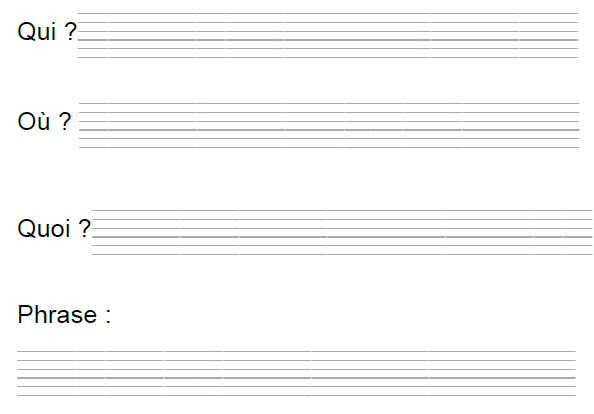 Qui ?
Où ?
Quoi ?
Phrase :